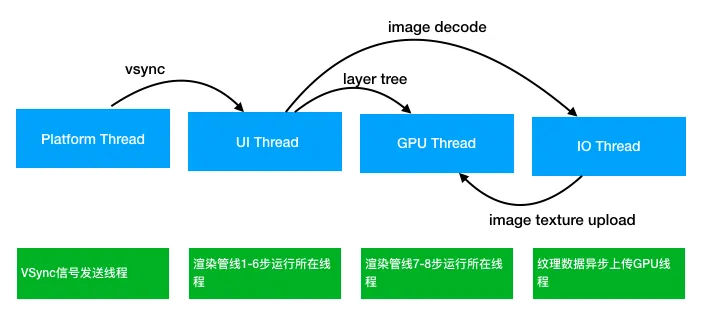 image decode
vsync
layer tree
Platform Thread
UI Thread
GPU Thread
IO Thread
image texture upload
VSync信号发送线程
渲染管线1-6步运行所在线
程
渲染管线7-8步运行所在线
程
纹理数据异步上传GPU线
程